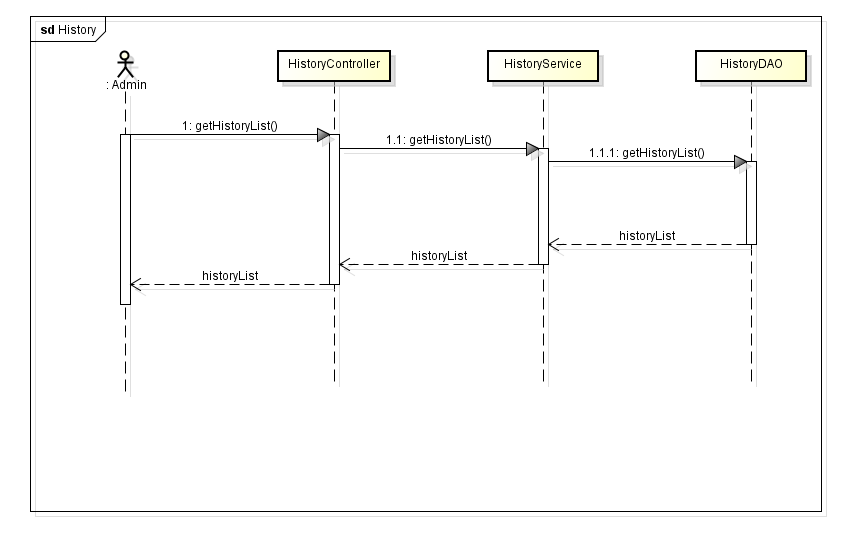 sd History
HistoryController
HistoryService
HistoryDAO
: Admin
1: getHistoryList()
1.1: getHistoryList()
1.1.1: getHistoryList()
historyList
historyList
historyList